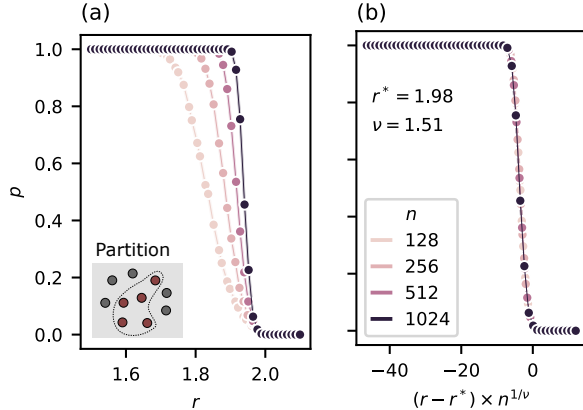 (a)
(b)
1.0
0.8
0.6
0.4
0.2
0.0
p
Partition
1.6
1.8
2.0
r
r* = 1.98
ν = 1.51
n
128
256
512
1024
−40
−20
0
(r − r*) × n^{1/ν}